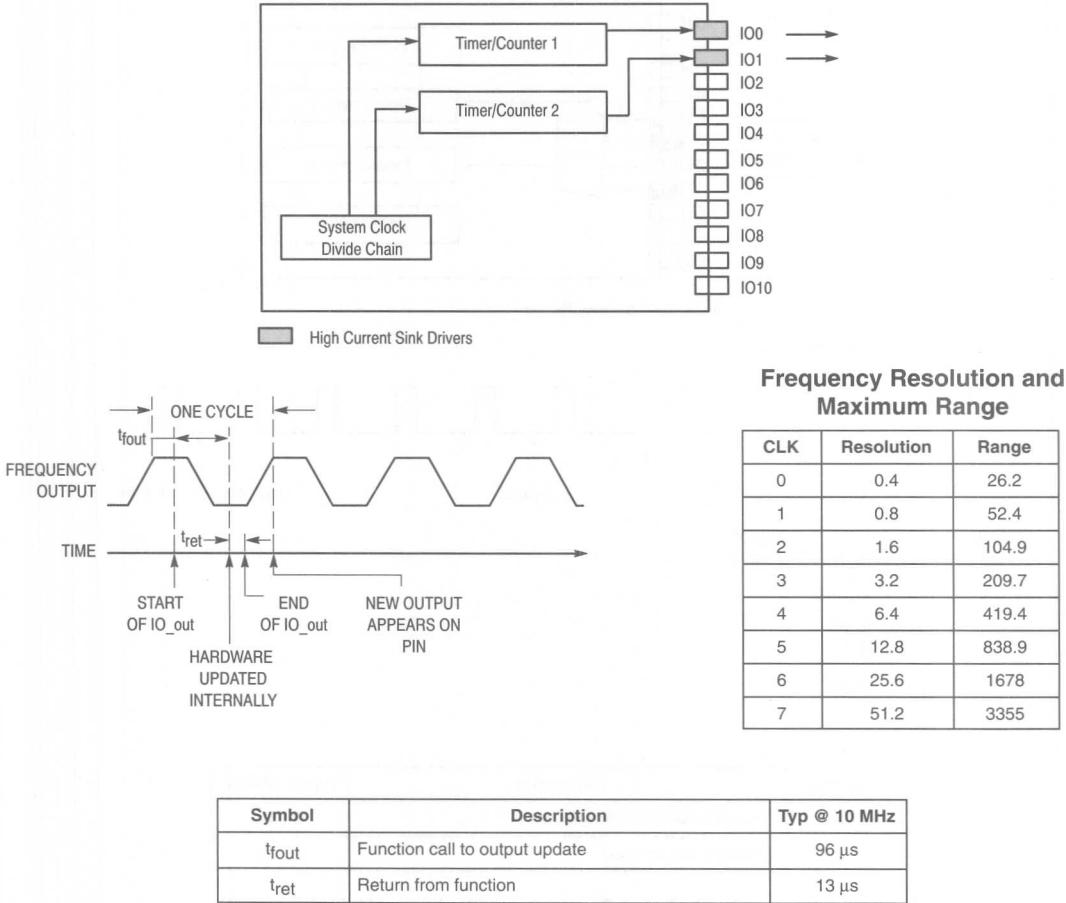 Timer/Counter 1
Timer/Counter 2
System Clock
Divide Chain
IO0
IO1
IO2
IO3
IO4
IO5
IO6
IO7
IO8
IO9
IO10
High Current Sink Drivers
ONE CYCLE
tfout
FREQUENCY
OUTPUT
tret
TIME
START
OF IO_out
HARDWARE
UPDATED
INTERNALLY
END
OF IO_out
NEW OUTPUT
APPEARS ON
PIN
Frequency Resolution and
Maximum Range
CLK Resolution Range
0 0.4 26.2
1 0.8 52.4
2 1.6 104.9
3 3.2 209.7
4 6.4 419.4
5 12.8 838.9
6 25.6 1678
7 51.2 3355
Symbol Description Typ @ 10 MHz
tfout Function call to output update 96 µs
tret Return from function 13 µs